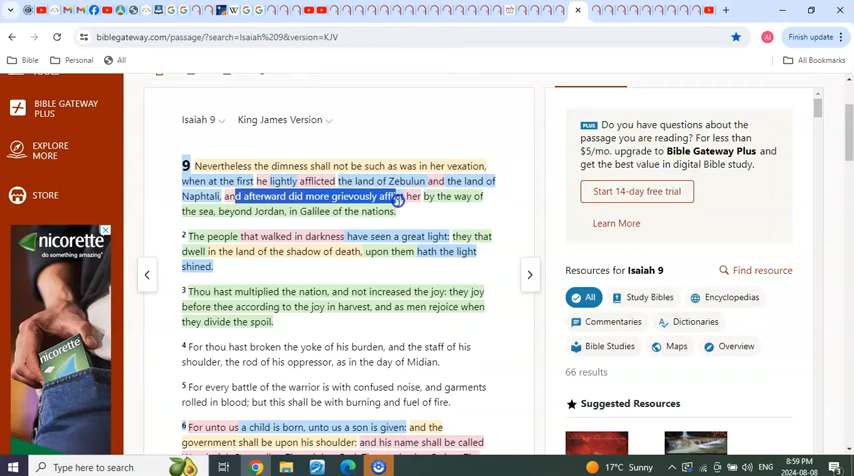 Finish update
biblegateway.com/passage/?search=Isaiah%209&version=KJV
AI
Bible
Personal
All
All Bookmarks
BIBLE GATEWAY
PLUS
EXPLORE
MORE
STORE
nicorette
do something amazing
Isaiah 9
King James Version
9 Nevertheless the dimness shall not be such as was in her vexation,
when at the first he lightly afflicted the land of Zebulun and the land of
Naphtali, and afterward did more grievously afflict her by the way of
the sea, beyond Jordan, in Galilee of the nations.
2 The people that walked in darkness have seen a great light: they that
dwell in the land of the shadow of death, upon them hath the light
shined.
3 Thou hast multiplied the nation, and not increased the joy: they joy
before thee according to the joy in harvest, and as men rejoice when
they divide the spoil.
4 For thou hast broken the yoke of his burden, and the staff of his
shoulder, the rod of his oppressor, as in the day of Midian.
5 For every battle of the warrior is with confused noise, and garments
rolled in blood; but this shall be with burning and fuel of fire.
6 For unto us a child is born, unto us a son is given: and the
government shall be upon his shoulder: and his name shall be called
PLUS Do you have questions about the
passage you are reading? For less than
$5/mo. upgrade to Bible Gateway Plus and
get the best value in digital Bible study.
Start 14-day free trial
Learn More
Resources for Isaiah 9
Find resource
All
Study Bibles
Encyclopedias
Commentaries
Dictionaries
Bible Studies
Maps
Overview
66 results
Suggested Resources
Type here to search
17°C Sunny
ENG
8:59 PM
2024-08-08